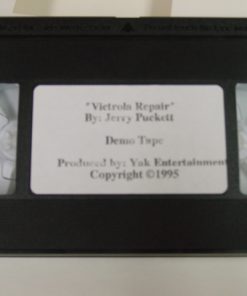 "Victrola Repair"
By: Jerry Puckett
Demo Tape
Produced by: Yak Entertainment
Copyright ©1995